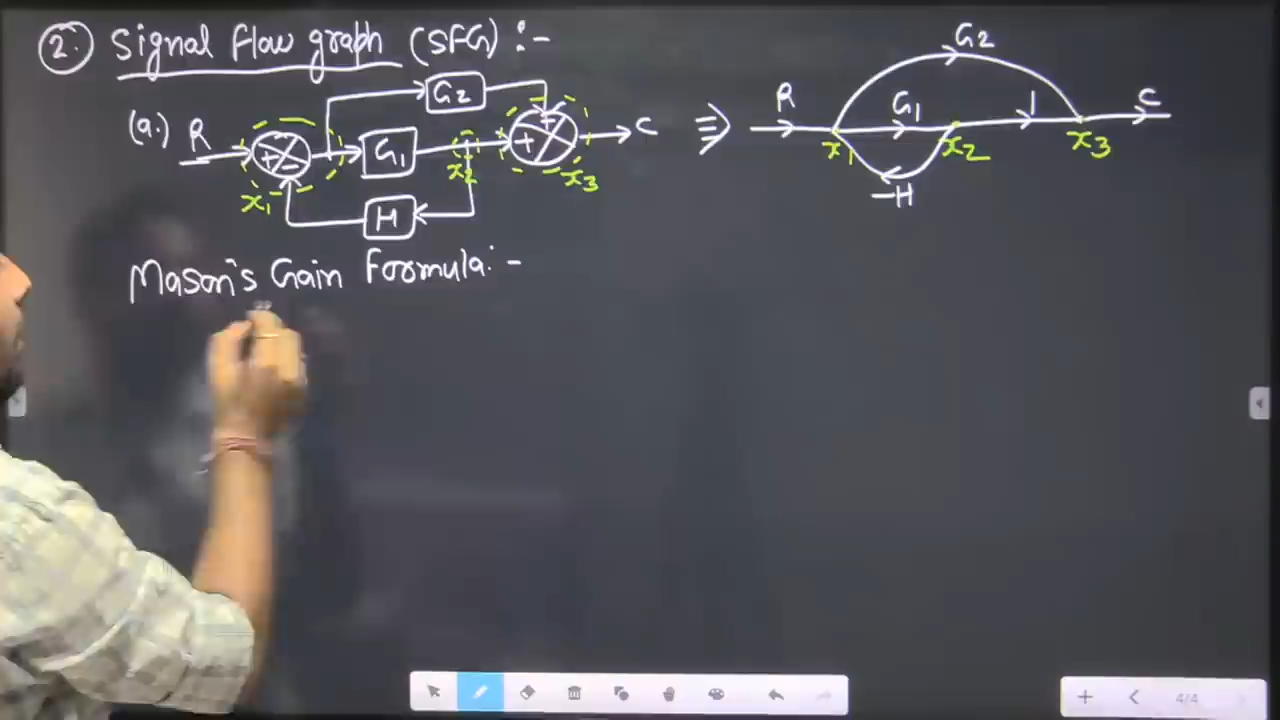 2. Signal flow graph (SFG) :-
(a.) R + - G1 G2 + + C
x1 x2 x3
H
R G1 G2 1 C
x1 x2 x3
-H
Mason's Gain Formula: -
4/4